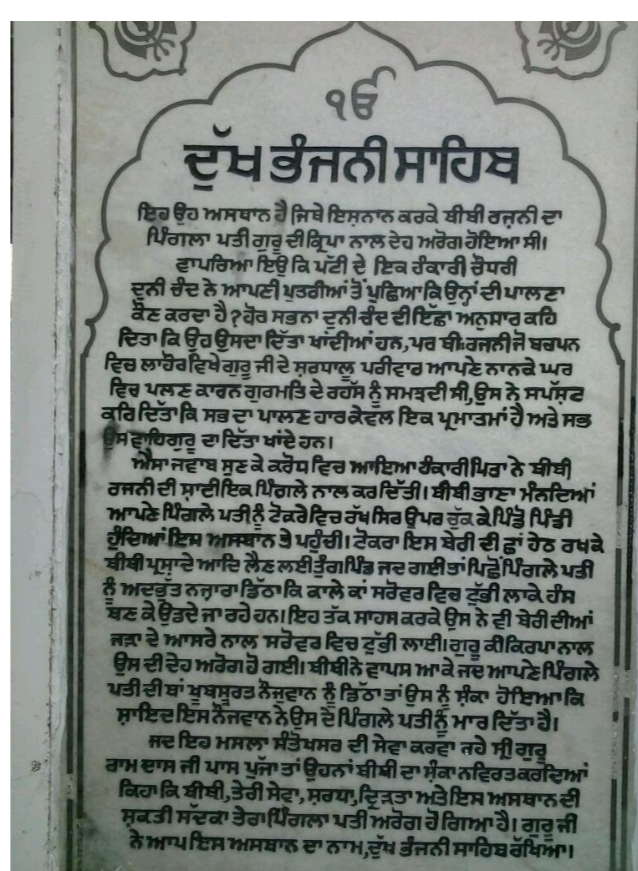 ੴ
ਦੁੱਖ ਭੰਜਨੀ ਸਾਹਿਬ
ਇਹ ਉਹ ਅਸਥਾਨ ਹੈ ਜਿਥੇ ਇਸ਼ਨਾਨ ਕਰਕੇ ਬੀਬੀ ਰਜ਼ਨੀ ਦਾ
ਪਿੰਗਲਾ ਪਤੀ ਗੁਰੂ ਦੀ ਕ੍ਰਿਪਾ ਨਾਲ ਦੇਹ ਅਰੋਗ ਹੋਇਆ ਸੀ।
ਵਾਪਰਿਆ ਇਉਂ ਕਿ ਪੱਟੀ ਦੇ ਇਕ ਹੰਕਾਰੀ ਚੌਧਰੀ
ਦੁਨੀ ਚੰਦ ਨੇ ਆਪਣੀ ਪੁਤਰੀਆਂ ਤੋਂ ਪੁਛਿਆ ਕਿ ਉਨ੍ਹਾਂ ਦੀ ਪਾਲਣਾ
ਕੌਣ ਕਰਦਾ ਹੈ? ਹੋਰ ਸਭਨਾ ਦੁਨੀ ਚੰਦ ਦੀ ਇੱਛਾ ਅਨੁਸਾਰ ਕਹਿ
ਦਿਤਾ ਕਿ ਉਹ ਉਸਦਾ ਦਿੱਤਾ ਖਾਂਦੀਆਂ ਹਨ, ਪਰ ਬੀ: ਰਜਨੀ ਜੋ ਬਚਪਨ
ਵਿਚ ਲਾਹੌਰ ਵਿਖੇ ਗੁਰੂ ਜੀ ਦੇ ਸ਼ਰਧਾਲੂ ਪਰੀਵਾਰ ਆਪਣੇ ਨਾਨਕੇ ਘਰ
ਵਿਚ ਪਲਣ ਕਾਰਨ ਗੁਰਮਤਿ ਦੇ ਰਹੱਸ ਨੂੰ ਸਮਝਦੀ ਸੀ, ਉਸ ਨੇ ਸਪੱਸ਼ਟ
ਕਰਿ ਦਿੱਤਾ ਕਿ ਸਭ ਦਾ ਪਾਲਣ ਹਾਰ ਕੇਵਲ ਇਕ ਪ੍ਰਮਾਤਮਾਂ ਹੈ ਅਤੇ ਸਭ
ਉਸ ਵਾਹਿਗੁਰੂ ਦਾ ਦਿੱਤਾ ਖਾਂਦੇ ਹਨ।
ਐਸਾ ਜਵਾਬ ਸੁਣ ਕੇ ਕਰੋਧ ਵਿਚ ਆਇਆ ਹੰਕਾਰੀ ਪਿਤਾ ਨੇ ਬੀਬੀ
ਰਜਨੀ ਦੀ ਸ਼ਾਦੀ ਇਕ ਪਿੰਗਲੇ ਨਾਲ ਕਰ ਦਿੱਤੀ। ਬੀਬੀ ਭਾਣਾ ਮੰਨਦਿਆਂ
ਆਪਣੇ ਪਿੰਗਲੇ ਪਤੀ ਨੂੰ ਟੋਕਰੇ ਵਿਚ ਰੱਖ ਸਿਰ ਉਪਰ ਚੁੱਕ ਕੇ ਪਿੰਡੋ ਪਿੰਡੀ
ਹੁੰਦਿਆਂ ਇਸ ਅਸਥਾਨ ਤੇ ਪਹੁੰਚੀ। ਟੋਕਰਾ ਇਸ ਬੇਰੀ ਦੀ ਛਾਂ ਹੇਠ ਰਖਕੇ
ਬੀਬੀ ਪ੍ਰਸ਼ਾਦੇ ਆਦਿ ਲੈਣ ਲਈ ਤੁੰਗ ਪਿੰਡ ਜਦ ਗਈ ਤਾਂ ਪਿਛੋਂ ਪਿੰਗਲੇ ਪਤੀ
ਨੂੰ ਅਦਭੁੱਤ ਨਜ਼ਾਰਾ ਡਿੱਠਾ ਕਿ ਕਾਲੇ ਕਾਂ ਸਰੋਵਰ ਵਿਚ ਟੁੱਭੀ ਲਾਕੇ ਹੰਸ
ਬਣ ਕੇ ਉਡਦੇ ਜਾ ਰਹੇ ਹਨ। ਇਹ ਤੱਕ ਸਾਹਸ ਕਰਕੇ ਉਸ ਨੇ ਵੀ ਬੇਰੀ ਦੀਆਂ
ਜੜਾ ਦੇ ਆਸਰੇ ਨਾਲ ਸਰੋਵਰ ਵਿਚ ਟੁੱਭੀ ਲਾਈ। ਗੁਰੂ ਕੀ ਕਿਰਪਾ ਨਾਲ
ਉਸ ਦੀ ਦੇਹ ਅਰੋਗ ਹੋ ਗਈ। ਬੀਬੀ ਨੇ ਵਾਪਸ ਆ ਕੇ ਜਦ ਆਪਣੇ ਪਿੰਗਲੇ
ਪਤੀ ਦੀ ਥਾਂ ਖੂਬਸੂਰਤ ਨੌਜੁਵਾਨ ਨੂੰ ਡਿੱਠਾ ਤਾਂ ਉਸ ਨੂੰ ਸ਼ੰਕਾ ਹੋਇਆ ਕਿ
ਸ਼ਾਇਦ ਇਸ ਨੌਜਵਾਨ ਨੇ ਉਸ ਦੇ ਪਿੰਗਲੇ ਪਤੀ ਨੂੰ ਮਾਰ ਦਿੱਤਾ ਹੈ।
ਜਦ ਇਹ ਮਸਲਾ ਸੰਤੋਖਸਰ ਦੀ ਸੇਵਾ ਕਰਵਾ ਰਹੇ ਸ੍ਰੀ ਗੁਰੂ
ਰਾਮ ਦਾਸ ਜੀ ਪਾਸ ਪੁੱਜਾ ਤਾਂ ਉਹਨਾਂ ਬੀਬੀ ਦਾ ਸ਼ੰਕਾ ਨਵਿਰਤ ਕਰਦਿਆਂ
ਕਿਹਾ ਕਿ ਬੀਬੀ, ਤੇਰੀ ਸੇਵਾ, ਸ਼ਰਧਾ, ਦ੍ਰਿੜਤਾ ਅਤੇ ਇਸ ਅਸਥਾਨ ਦੀ
ਸ਼ਕਤੀ ਸਦੱਕਾ ਤੇਰਾ ਪਿੰਗਲਾ ਪਤੀ ਅਰੋਗ ਹੋ ਗਿਆ ਹੈ। ਗੁਰੂ ਜੀ
ਨੇ ਆਪ ਇਸ ਅਸਥਾਨ ਦਾ ਨਾਮ, ਦੁੱਖ ਭੰਜਨੀ ਸਾਹਿਬ ਰੱਖਿਆ।